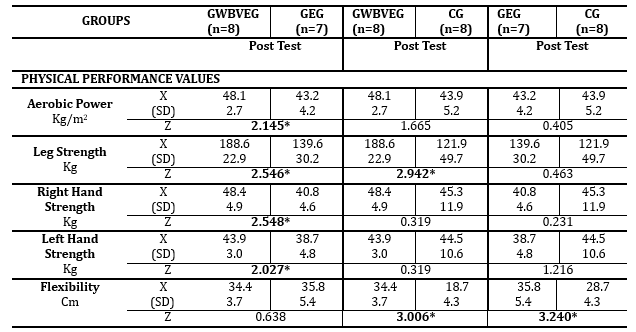 GROUPS GWBVEG (n=8) GEG (n=7) GWBVEG (n=8) CG (n=8) GEG (n=7) CG (n=8)
Post Test Post Test Post Test
PHYSICAL PERFORMANCE VALUES
Aerobic Power X 48.1 43.2 48.1 43.9 43.2 43.9
Kg/m² (SD) 2.7 4.2 2.7 5.2 4.2 5.2
Z 2.145* 1.665 0.405
Leg Strength X 188.6 139.6 188.6 121.9 139.6 121.9
Kg (SD) 22.9 30.2 22.9 49.7 30.2 49.7
Z 2.546* 2.942* 0.463
Right Hand X 48.4 40.8 48.4 45.3 40.8 45.3
Strength (SD) 4.9 4.6 4.9 11.9 4.6 11.9
Kg Z 2.548* 0.319 0.231
Left Hand X 43.9 38.7 43.9 44.5 38.7 44.5
Strength (SD) 3.0 4.8 3.0 10.6 4.8 10.6
Kg Z 2.027* 0.319 1.216
Flexibility X 34.4 35.8 34.4 18.7 35.8 28.7
Cm (SD) 3.7 5.4 3.7 4.3 5.4 4.3
Z 0.638 3.006* 3.240*